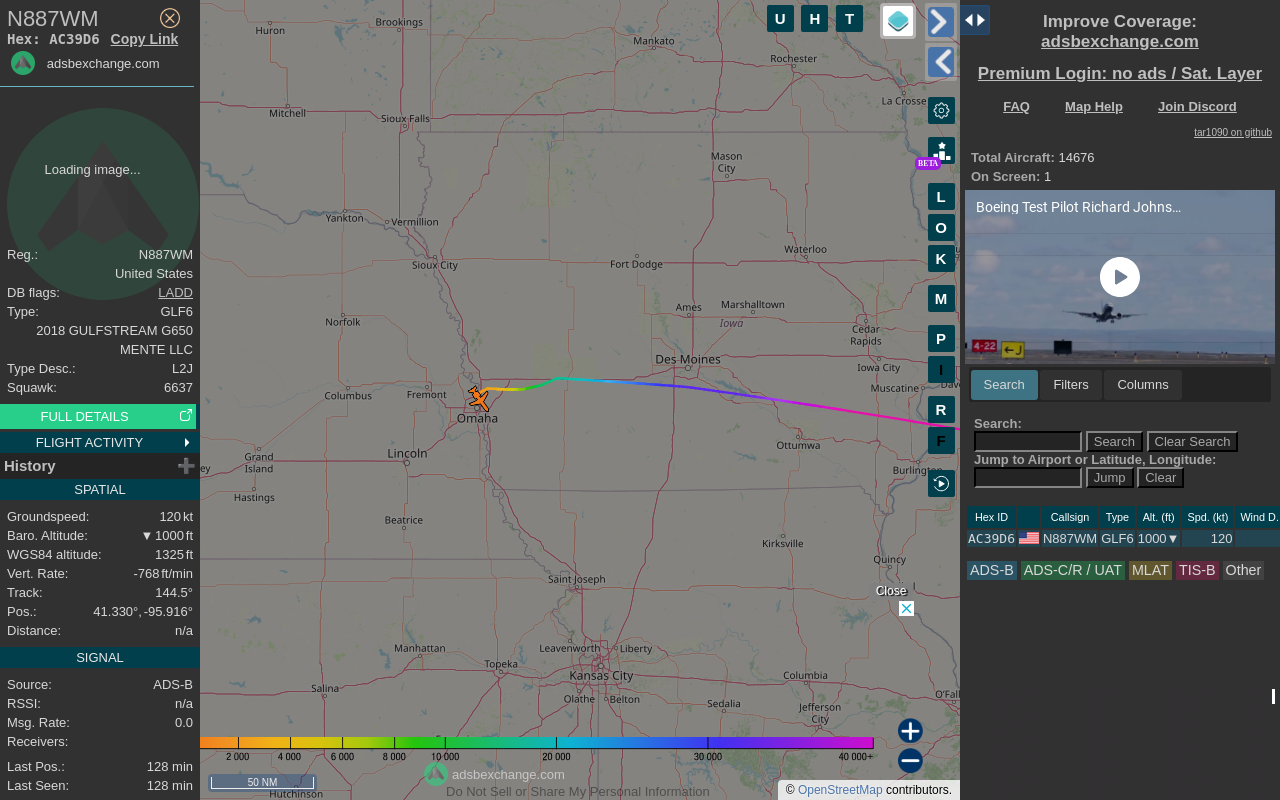 N887WM
Hex: AC39D6 Copy Link
adsbexchange.com
Loading image...
Reg.: N887WM
United States
DB flags: LADD
Type: GLF6
2018 GULFSTREAM G650
MENTE LLC
Type Desc.: L2J
Squawk: 6637
FULL DETAILS
FLIGHT ACTIVITY
History
SPATIAL
Groundspeed: 120 kt
Baro. Altitude: ▼ 1000 ft
WGS84 altitude: 1325 ft
Vert. Rate: -768 ft/min
Track: 144.5°
Pos.: 41.330°, -95.916°
Distance: n/a
SIGNAL
Source: ADS-B
RSSI: n/a
Msg. Rate: 0.0
Receivers:
Last Pos.: 128 min
Last Seen: 128 min
Huron
Brookings
Mankato
Rochester
La Crosse
Mitchell
Sioux Falls
Mason
City
Yankton
Vermillion
Sioux City
Fort Dodge
Waterloo
Norfolk
Ames
Marshalltown
Iowa
Cedar
Rapids
Des Moines
Iowa City
Muscatine
Dave
Columbus
Fremont
Omaha
Ottumwa
Grand
Island
ey
Lincoln
Burlington
Hastings
Beatrice
Kirksville
Quincy
Saint Joseph
Close
Manhattan
Leavenworth
Liberty
Topeka
Kansas City
Salina
Olathe
Belton
Columbia
Sedalia
Jefferson
City
O'Fall
Hutchinson
U H T
BETA
L
O
K
M
P
I
R
F
2 000 4 000 6 000 8 000 10 000 20 000 30 000 40 000+
50 NM
adsbexchange.com
Do Not Sell or Share My Personal Information
© OpenStreetMap contributors.
Improve Coverage:
adsbexchange.com
Premium Login: no ads / Sat. Layer
FAQ Map Help Join Discord
tar1090 on github
Total Aircraft: 14676
On Screen: 1
Boeing Test Pilot Richard Johns…
4-22
J
Search Filters Columns
Search:
Search Clear Search
Jump to Airport or Latitude, Longitude:
Jump Clear
Hex ID Callsign Type Alt. (ft) Spd. (kt) Wind D.
AC39D6 N887WM GLF6 1000▼ 120
ADS-B ADS-C/R / UAT MLAT TIS-B Other